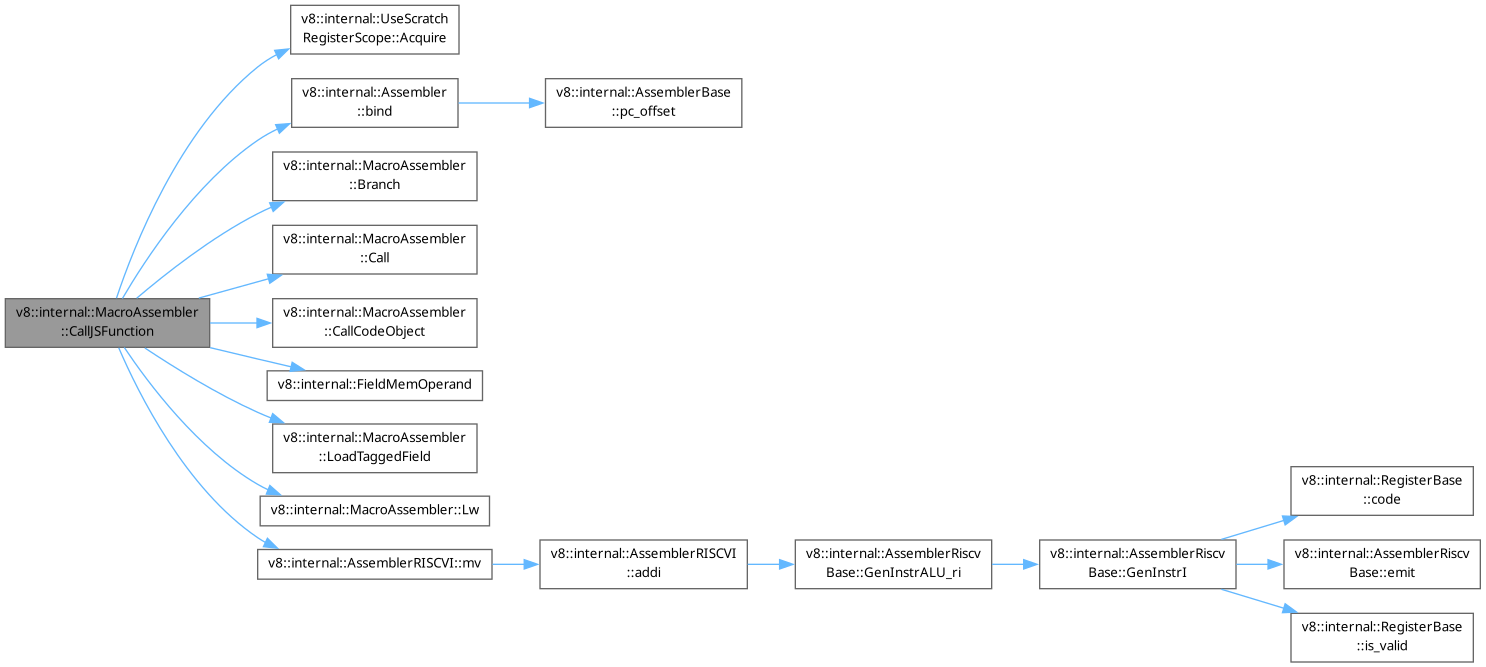 v8::internal::UseScratch
RegisterScope::Acquire
v8::internal::Assembler
::bind
v8::internal::AssemblerBase
::pc_offset
v8::internal::MacroAssembler
::Branch
v8::internal::MacroAssembler
::Call
v8::internal::MacroAssembler
::CallJSFunction
v8::internal::MacroAssembler
::CallCodeObject
v8::internal::FieldMemOperand
v8::internal::MacroAssembler
::LoadTaggedField
v8::internal::MacroAssembler::Lw
v8::internal::AssemblerRISCVI::mv
v8::internal::AssemblerRISCVI
::addi
v8::internal::AssemblerRiscv
Base::GenInstrALU_ri
v8::internal::AssemblerRiscv
Base::GenInstrI
v8::internal::RegisterBase
::code
v8::internal::AssemblerRiscv
Base::emit
v8::internal::RegisterBase
::is_valid